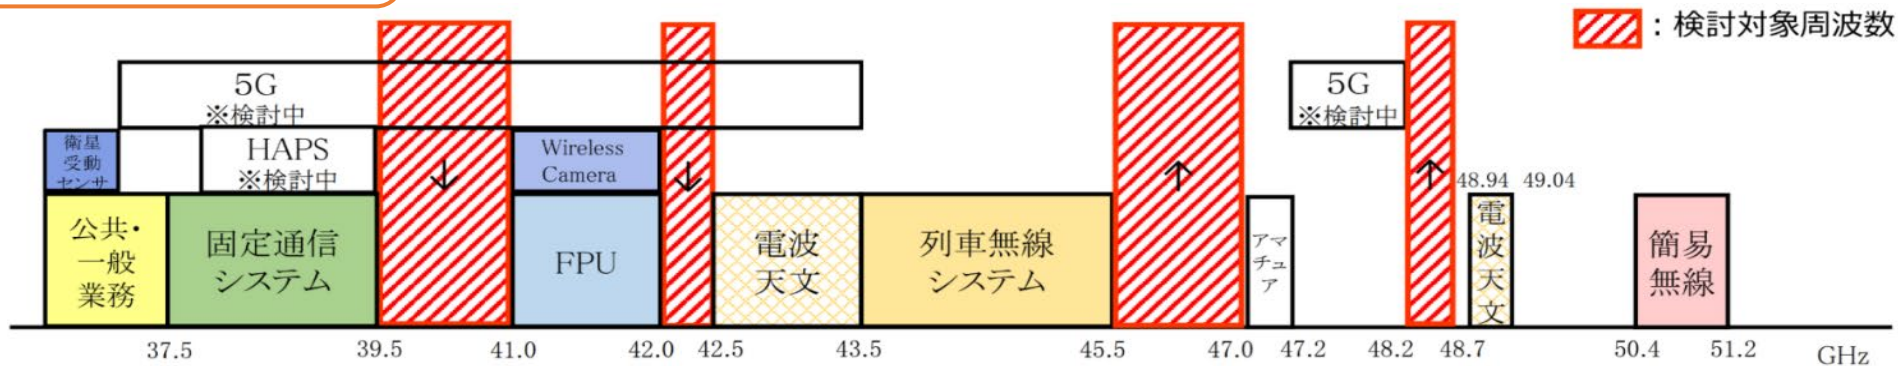 ：検討対象周波数
5G
※検討中
5G
※検討中
衛星
受動
センサ
HAPS
※検討中
Wireless
Camera
↓
↓
↑
↑
48.94 49.04
公共・
一般
業務
固定通信
システム
FPU
電波
天文
列車無線
システム
アマ
チュ
ア
電
波
天
文
簡易
無線
37.5 39.5 41.0 42.0 42.5 43.5 45.5 47.0 47.2 48.2 48.7 50.4 51.2 GHz